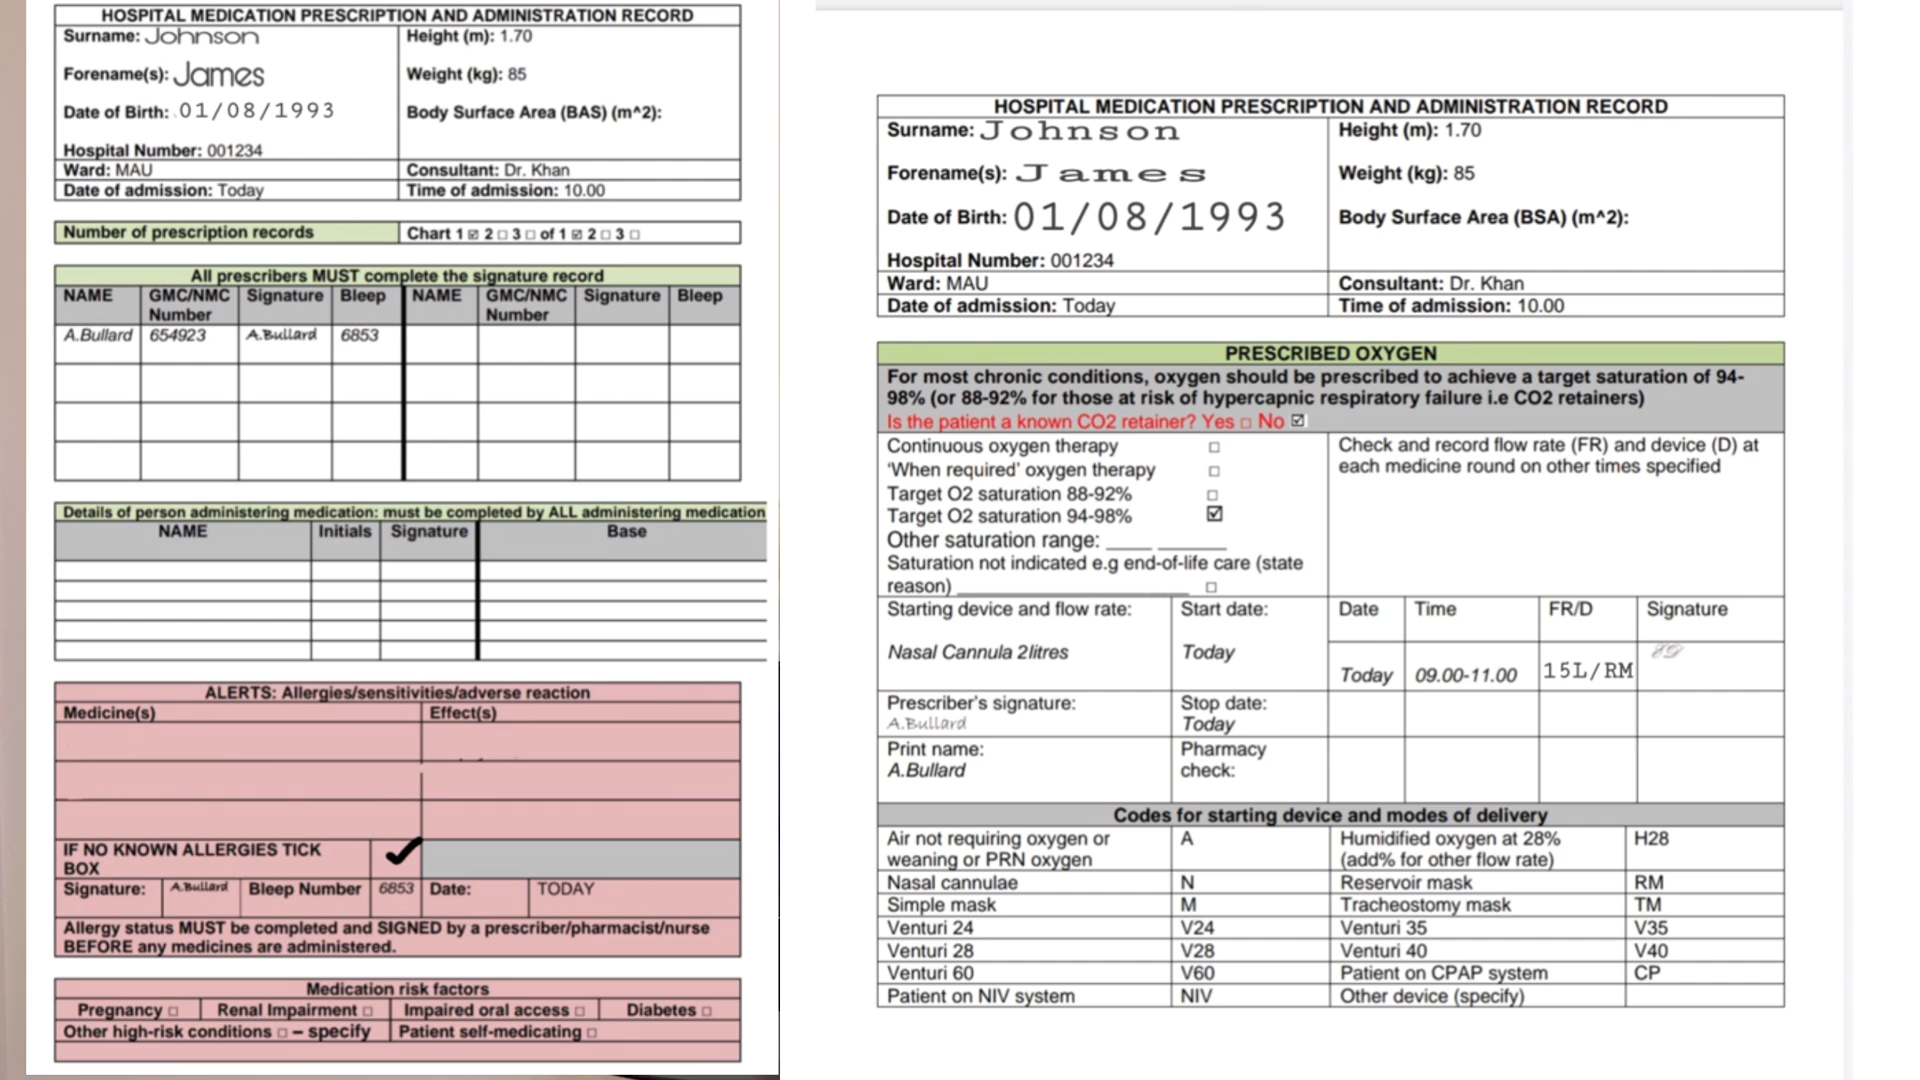 HOSPITAL MEDICATION PRESCRIPTION AND ADMINISTRATION RECORD
Surname: Johnson
Forename(s): James
Date of Birth: 01/08/1993
Hospital Number: 001234
Height (m): 1.70
Weight (kg): 85
Body Surface Area (BAS) (m^2):
Ward: MAU
Consultant: Dr. Khan
Date of admission: Today
Time of admission: 10.00
Number of prescription records
Chart 1 ☑ 2 □ 3 □ of 1 ☑ 2 □ 3 □
All prescribers MUST complete the signature record
NAME GMC/NMC Number Signature Bleep NAME GMC/NMC Number Signature Bleep
A.Bullard 654923 A.Bullard 6853
Details of person administering medication: must be completed by ALL administering medication
NAME Initials Signature Base
ALERTS: Allergies/sensitivities/adverse reaction
Medicine(s) Effect(s)
IF NO KNOWN ALLERGIES TICK
BOX ✓
Signature: A.Bullard Bleep Number 6853 Date: TODAY
Allergy status MUST be completed and SIGNED by a prescriber/pharmacist/nurse
BEFORE any medicines are administered.
Medication risk factors
Pregnancy □ Renal Impairment □ Impaired oral access □ Diabetes □
Other high-risk conditions □ – specify Patient self-medicating □
HOSPITAL MEDICATION PRESCRIPTION AND ADMINISTRATION RECORD
Surname: Johnson
Forename(s): James
Date of Birth: 01/08/1993
Hospital Number: 001234
Height (m): 1.70
Weight (kg): 85
Body Surface Area (BSA) (m^2):
Ward: MAU
Consultant: Dr. Khan
Date of admission: Today
Time of admission: 10.00
PRESCRIBED OXYGEN
For most chronic conditions, oxygen should be prescribed to achieve a target saturation of 94-
98% (or 88-92% for those at risk of hypercapnic respiratory failure i.e CO2 retainers)
Is the patient a known CO2 retainer? Yes □ No ☑
Continuous oxygen therapy □
‘When required’ oxygen therapy □
Target O2 saturation 88-92% □
Target O2 saturation 94-98% ☑
Other saturation range: ____ ______
Saturation not indicated e.g end-of-life care (state
reason) ____________________ □
Check and record flow rate (FR) and device (D) at
each medicine round on other times specified
Starting device and flow rate: Start date: Date Time FR/D Signature
Nasal Cannula 2litres Today
Today 09.00-11.00 15L/RM
Prescriber's signature: Stop date:
A.Bullard Today
Print name: Pharmacy
A.Bullard check:
Codes for starting device and modes of delivery
Air not requiring oxygen or
weaning or PRN oxygen
A
Humidified oxygen at 28%
(add% for other flow rate)
H28
Nasal cannulae N Reservoir mask RM
Simple mask M Tracheostomy mask TM
Venturi 24 V24 Venturi 35 V35
Venturi 28 V28 Venturi 40 V40
Venturi 60 V60 Patient on CPAP system CP
Patient on NIV system NIV Other device (specify)